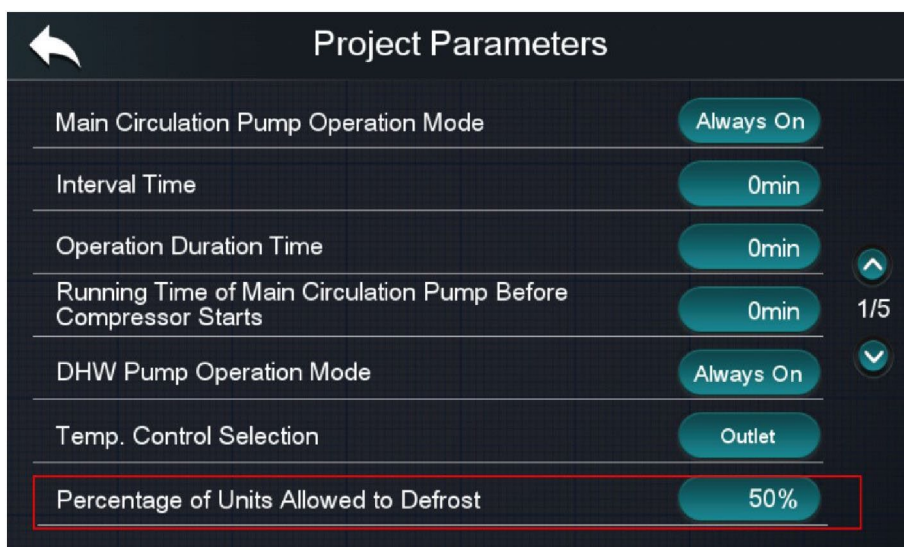 Project Parameters
Main Circulation Pump Operation Mode Always On
Interval Time 0min
Operation Duration Time 0min
Running Time of Main Circulation Pump Before
Compressor Starts 0min
1/5
DHW Pump Operation Mode Always On
Temp. Control Selection Outlet
Percentage of Units Allowed to Defrost 50%